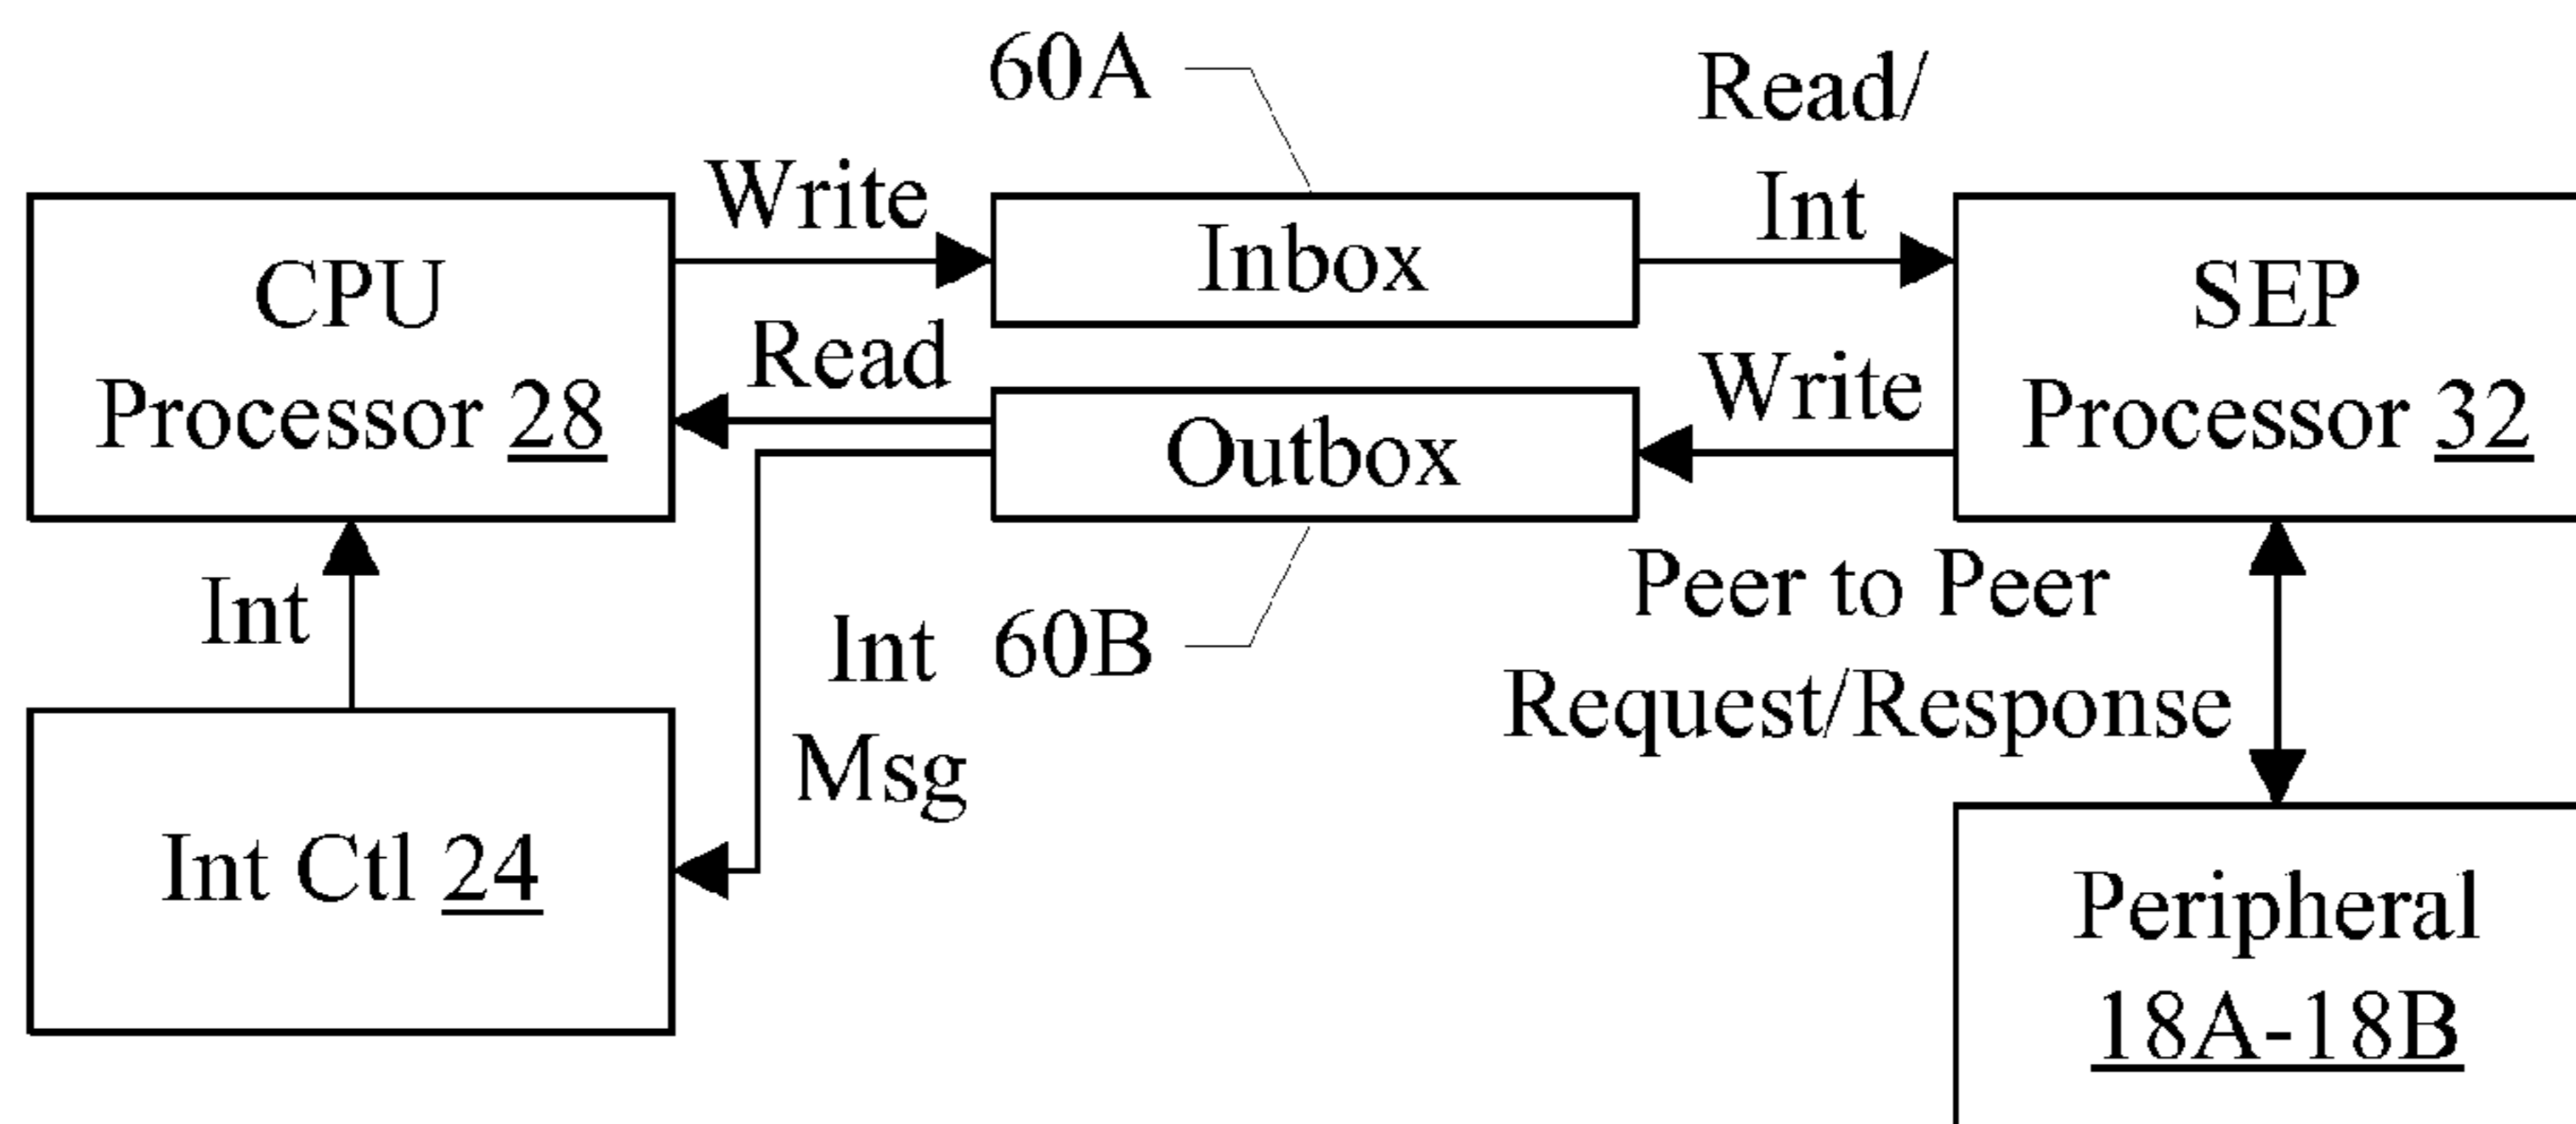 60A
Read/
Int
Write
Inbox
CPU
Processor 28
SEP
Processor 32
Read
Outbox
Write
Int
Int
Msg
60B
Peer to Peer
Request/Response
Int Ctl 24
Peripheral
18A-18B